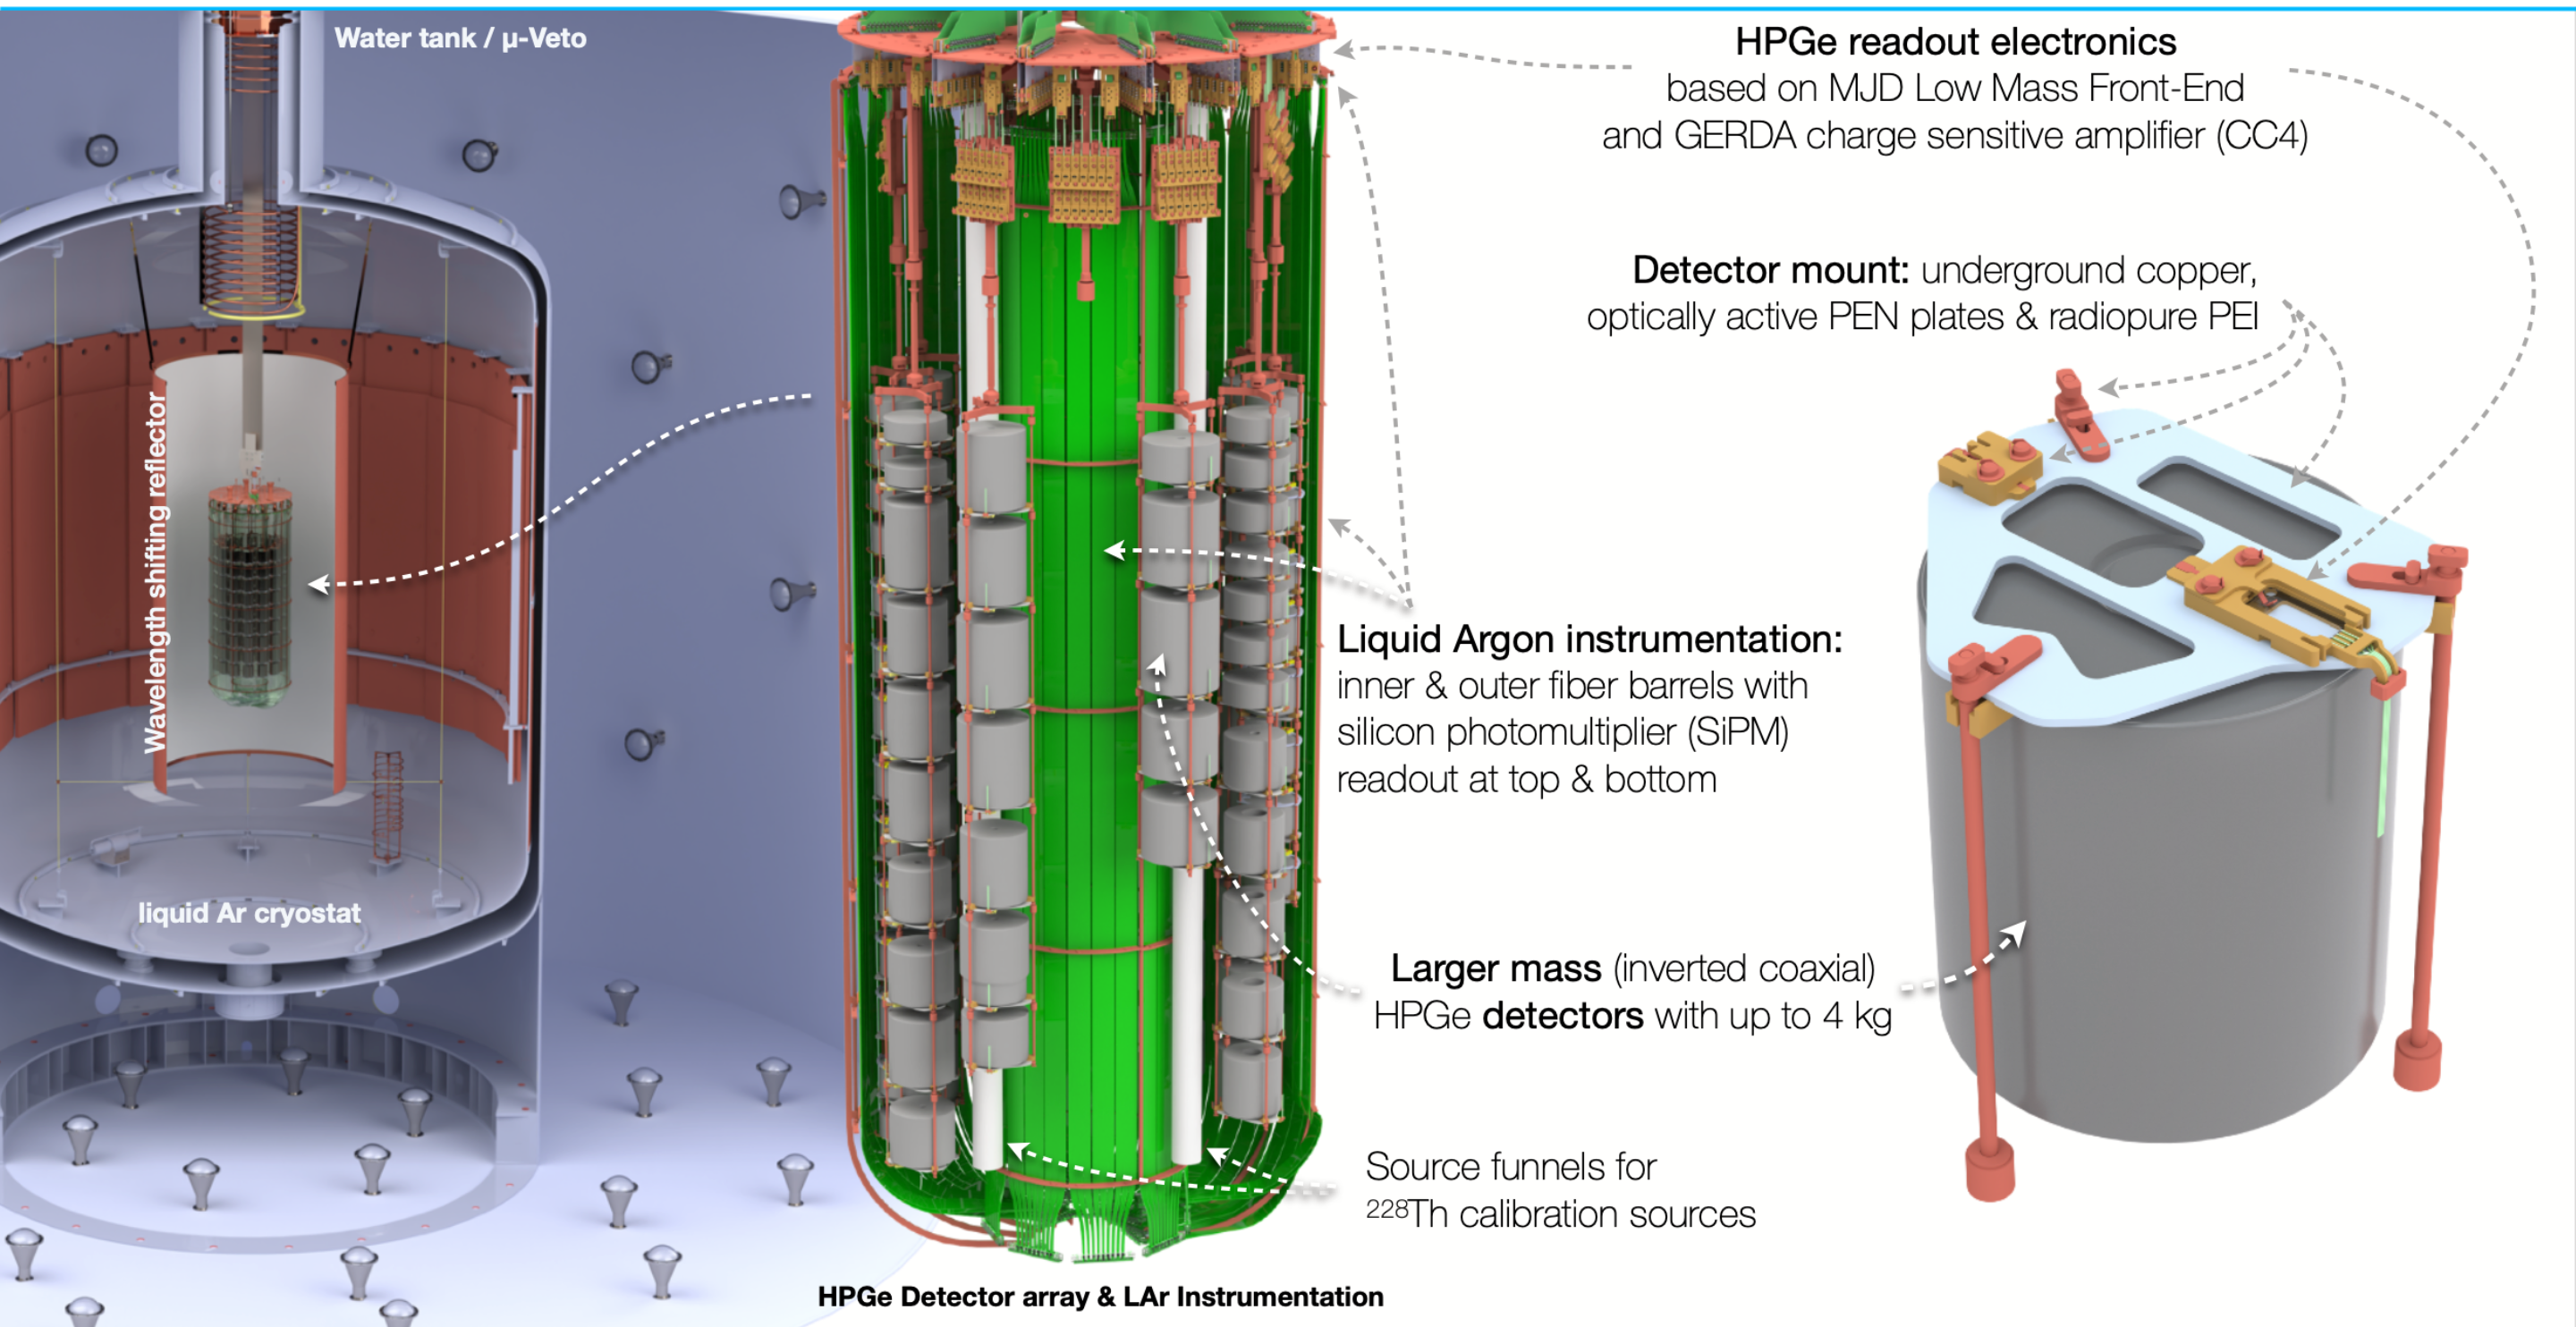 Water tank / µ-Veto
Wavelength shifting reflector
liquid Ar cryostat
HPGe readout electronics
based on MJD Low Mass Front-End
and GERDA charge sensitive amplifier (CC4)
Detector mount: underground copper,
optically active PEN plates & radiopure PEI
Liquid Argon instrumentation:
inner & outer fiber barrels with
silicon photomultiplier (SiPM)
readout at top & bottom
Larger mass (inverted coaxial)
HPGe detectors with up to 4 kg
Source funnels for
²²⁸Th calibration sources
HPGe Detector array & LAr Instrumentation